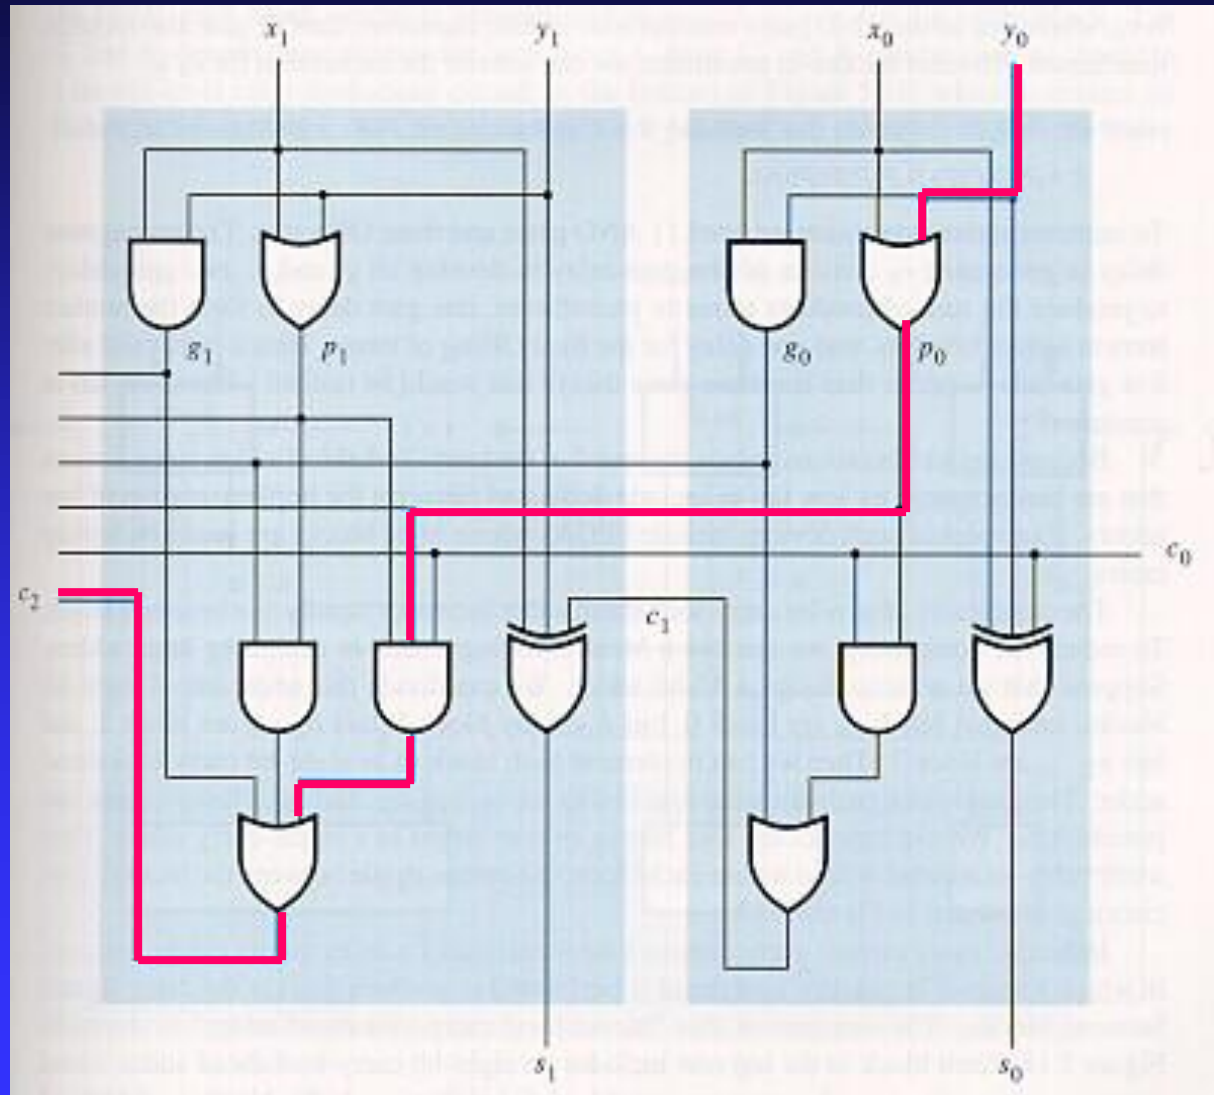 x₁ y₁ x₀ y₀
g₁ p₁ g₀ p₀
c₀
c₂
c₁
s₁ s₀